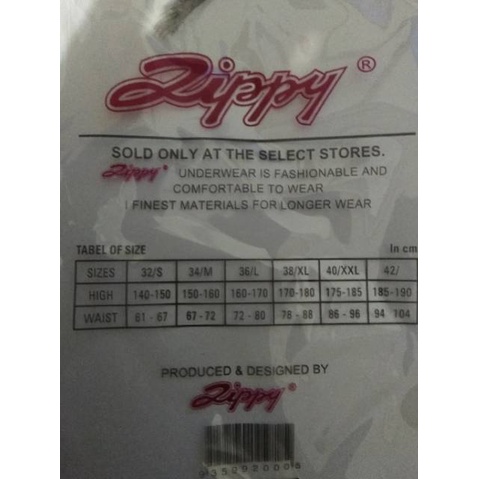 Zippy ®
SOLD ONLY AT THE SELECT STORES.
Zippy® UNDERWEAR IS FASHIONABLE AND
COMFORTABLE TO WEAR
I FINEST MATERIALS FOR LONGER WEAR
TABEL OF SIZE In cm
SIZES 32/S 34/M 36/L 38/XL 40/XXL 42/
HIGH 140-150 150-160 160-170 170-180 175-185 185-190
WAIST 61 - 67 67 - 72 72 - 80 78 - 88 86 - 96 94 104
PRODUCED & DESIGNED BY
Zippy ®